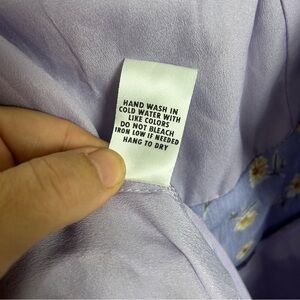 HAND WASH IN
COLD WATER WITH
LIKE COLORS
DO NOT BLEACH
IRON LOW IF NEEDED
HANG TO DRY